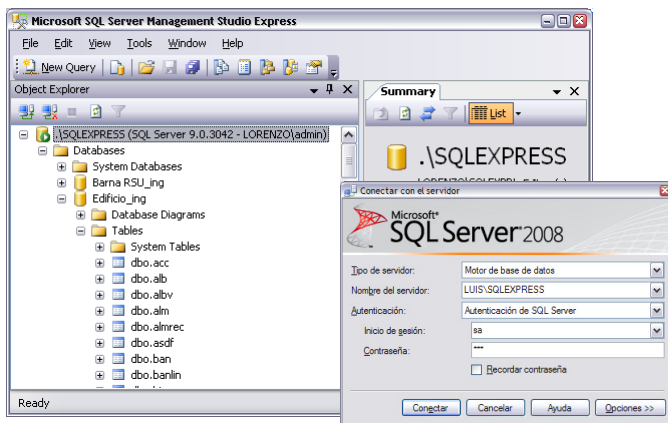 Microsoft SQL Server Management Studio Express
File Edit View Tools Window Help
New Query
Object Explorer
Summary
List
.\SQLEXPRESS (SQL Server 9.0.3042 - LORENZO\admin)
Databases
System Databases
Barna RSU_ing
Edificio_ing
Database Diagrams
Tables
System Tables
dbo.acc
dbo.alb
dbo.albv
dbo.alm
dbo.almrec
dbo.asdf
dbo.ban
dbo.banlin
Ready
.\SQLEXPRESS
Conectar con el servidor
Microsoft®
SQL Server 2008
Tipo de servidor: Motor de base de datos
Nombre del servidor: LUIS\SQLEXPRESS
Autenticación: Autenticación de SQL Server
Inicio de sesión: sa
Contraseña: ***
Recordar contraseña
Conectar Cancelar Ayuda Opciones >>